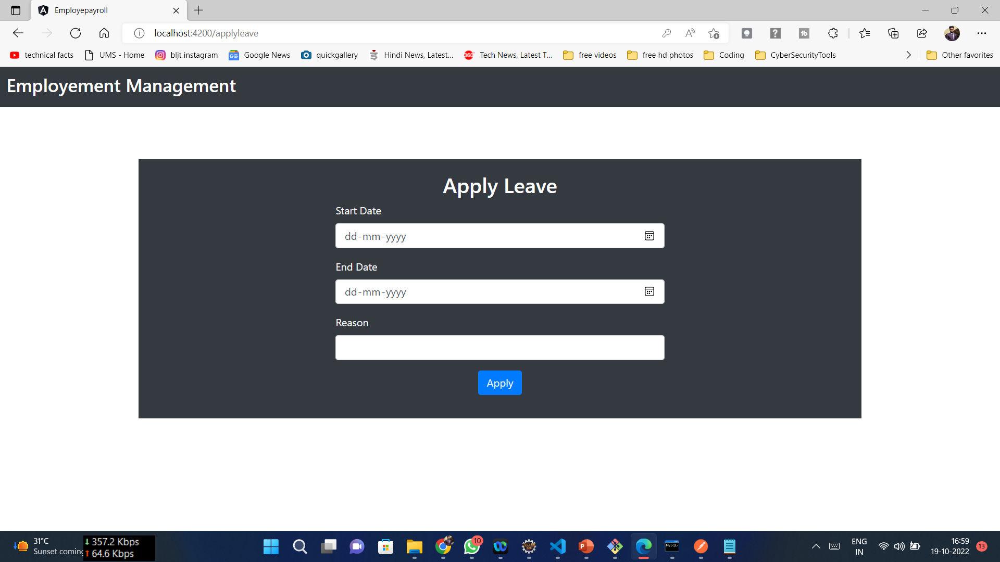 Employepayroll
localhost:4200/applyleave
technical facts
UMS - Home
bljt instagram
Google News
quickgallery
Hindi News, Latest...
Tech News, Latest T...
free videos
free hd photos
Coding
CyberSecurityTools
Other favorites
Employement Management
Apply Leave
Start Date
dd-mm-yyyy
End Date
dd-mm-yyyy
Reason
Apply
31°C
Sunset coming
357.2 Kbps
64.6 Kbps
10
ENG
IN
16:59
19-10-2022
13